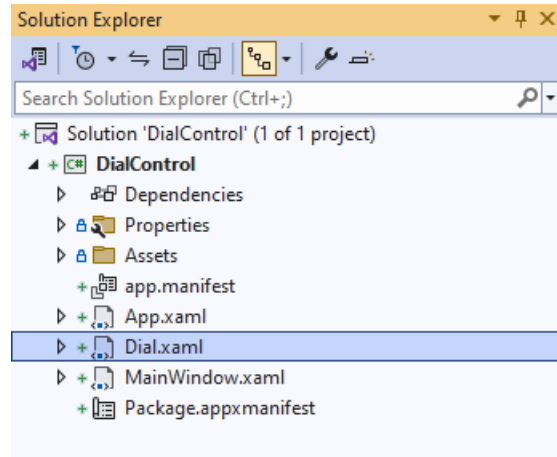 Solution Explorer
Search Solution Explorer (Ctrl+;)
Solution 'DialControl' (1 of 1 project)
C# DialControl
Dependencies
Properties
Assets
app.manifest
App.xaml
Dial.xaml
MainWindow.xaml
Package.appxmanifest